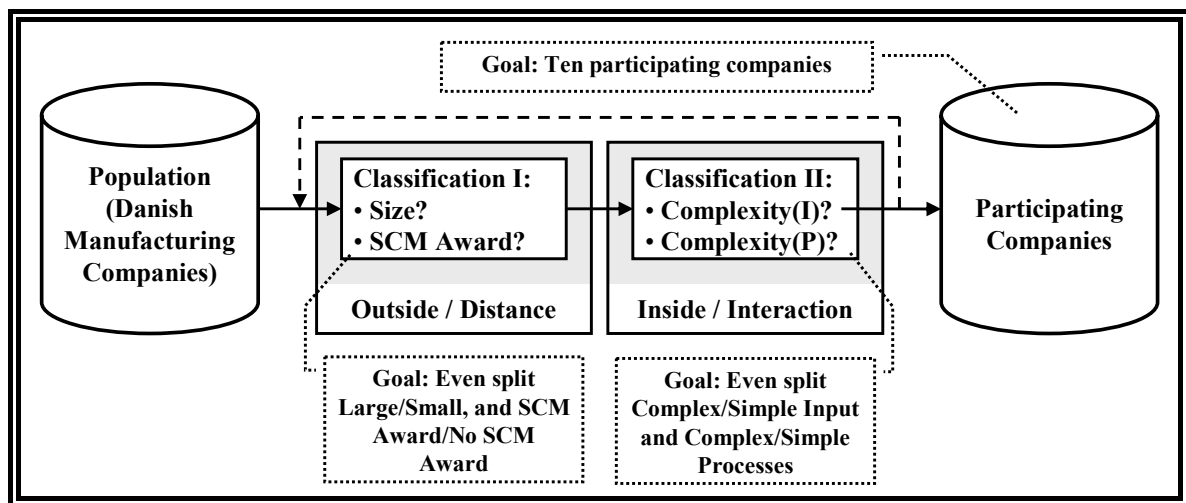 Goal: Ten participating companies
Population
(Danish
Manufacturing
Companies)
Classification I:
• Size?
• SCM Award?
Outside / Distance
Classification II:
• Complexity(I)?
• Complexity(P)?
Inside / Interaction
Participating
Companies
Goal: Even split
Large/Small, and SCM
Award/No SCM
Award
Goal: Even split
Complex/Simple Input
and Complex/Simple
Processes